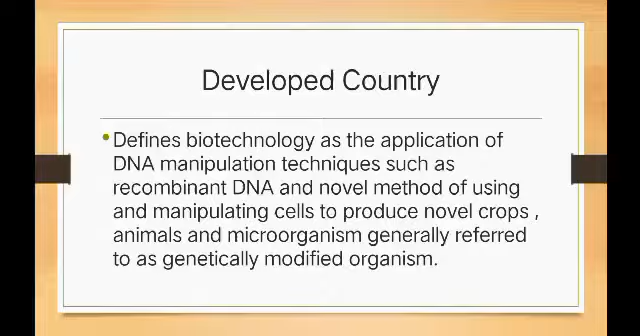 Developed Country
• Defines biotechnology as the application of
DNA manipulation techniques such as
recombinant DNA and novel method of using
and manipulating cells to produce novel crops ,
animals and microorganism generally referred
to as genetically modified organism.